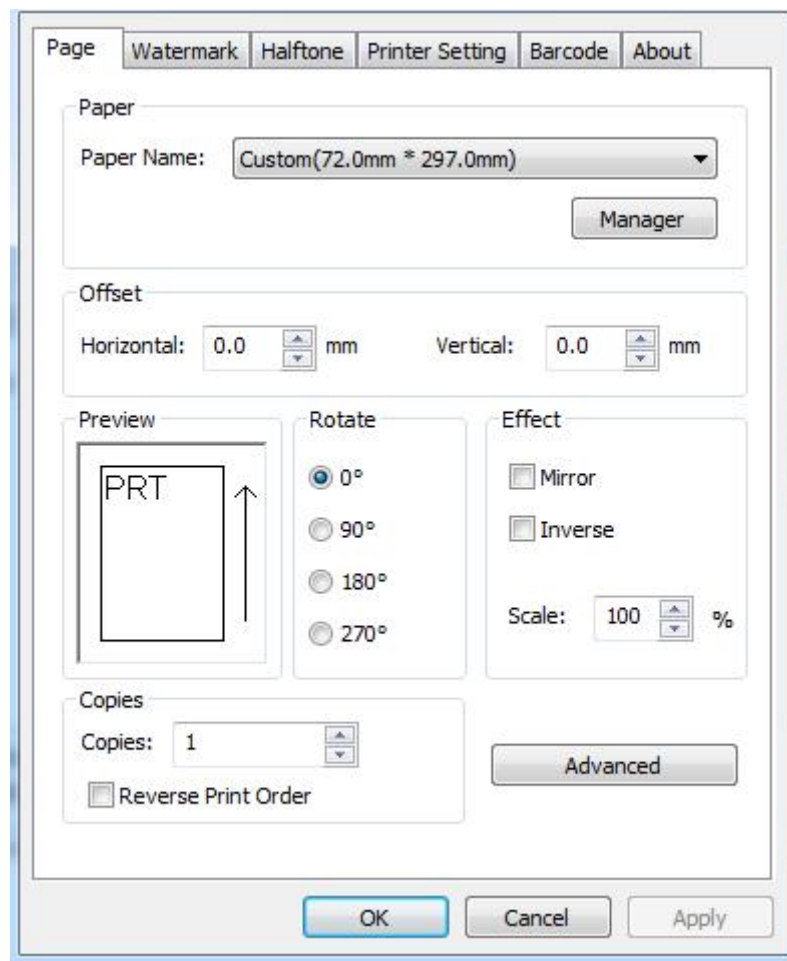 Page Watermark Halftone Printer Setting Barcode About
Paper
Paper Name: Custom(72.0mm * 297.0mm)
Manager
Offset
Horizontal: 0.0 mm Vertical: 0.0 mm
Preview Rotate Effect
PRT 0° Mirror
90° Inverse
180°
Scale: 100 %
270°
Copies
Copies: 1
Advanced
Reverse Print Order
OK Cancel Apply